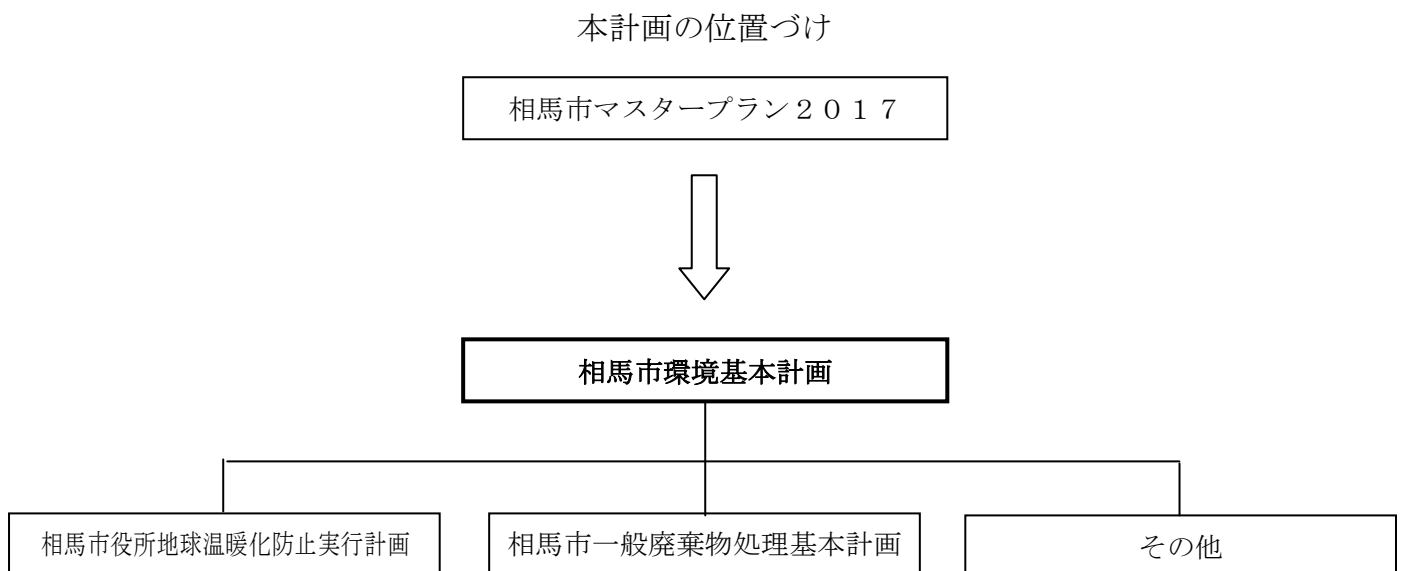 本計画の位置づけ
相馬市マスタープラン２０１７
相馬市環境基本計画
相馬市役所地球温暖化防止実行計画
相馬市一般廃棄物処理基本計画
その他